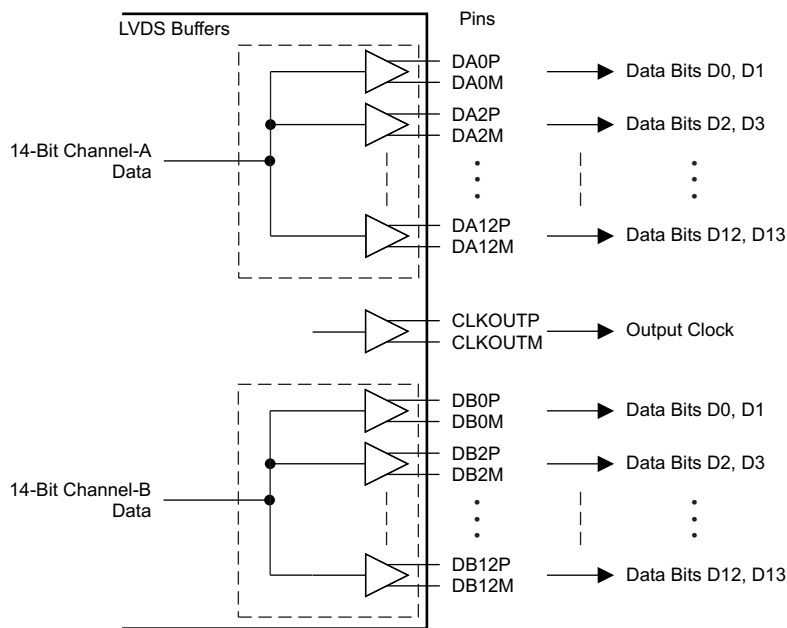 LVDS Buffers
Pins
DA0P
DA0M
Data Bits D0, D1
DA2P
DA2M
Data Bits D2, D3
14-Bit Channel-A
Data
DA12P
DA12M
Data Bits D12, D13
CLKOUTP
CLKOUTM
Output Clock
DB0P
DB0M
Data Bits D0, D1
DB2P
DB2M
Data Bits D2, D3
14-Bit Channel-B
Data
DB12P
DB12M
Data Bits D12, D13